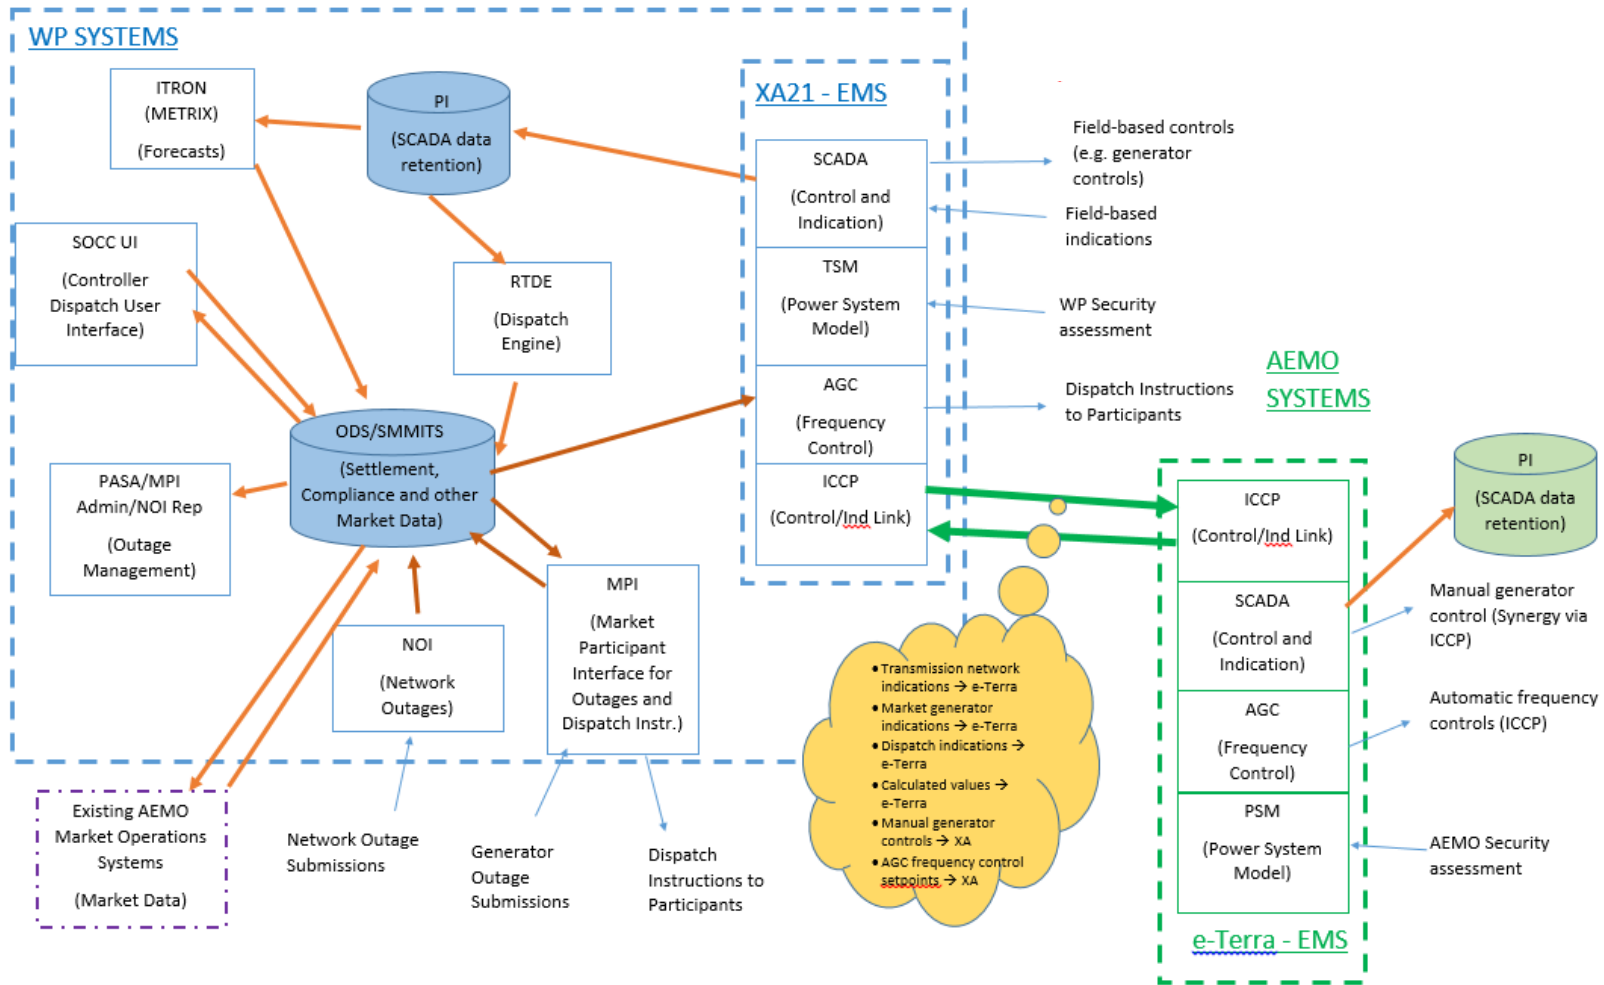 WP SYSTEMS
ITRON
(METRIX)
(Forecasts)
PI
(SCADA data
retention)
XA21 - EMS
SCADA
(Control and
Indication)
TSM
(Power System
Model)
AGC
(Frequency
Control)
ICCP
(Control/Ind Link)
Field-based controls
(e.g. generator
controls)
Field-based
indications
WP Security
assessment
Dispatch Instructions
to Participants
SOCC UI
(Controller
Dispatch User
Interface)
RTDE
(Dispatch
Engine)
ODS/SMMITS
(Settlement,
Compliance and other
Market Data)
PASA/MPI
Admin/NOI Rep
(Outage
Management)
NOI
(Network
Outages)
MPI
(Market
Participant
Interface for
Outages and
Dispatch Instr.)
Existing AEMO
Market Operations
Systems
(Market Data)
Network Outage
Submissions
Generator
Outage
Submissions
Dispatch
Instructions to
Participants
• Transmission network
indications → e-Terra
• Market generator
indications → e-Terra
• Dispatch indications →
e-Terra
• Calculated values →
e-Terra
• Manual generator
controls → XA
• AGC frequency control
setpoints → XA
AEMO
SYSTEMS
ICCP
(Control/Ind Link)
SCADA
(Control and
Indication)
AGC
(Frequency
Control)
PSM
(Power System
Model)
e-Terra - EMS
PI
(SCADA data
retention)
Manual generator
control (Synergy via
ICCP)
Automatic frequency
controls (ICCP)
AEMO Security
assessment